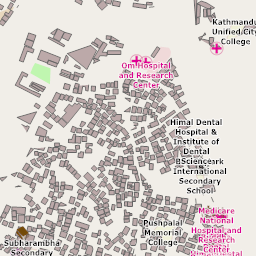 Kathmandu
Unified City
College
Om Hospital
and Research
Center
Himal Dental
Hospital &
Institute of
Dental
International
Secondary
School
Medicare
National
Hospital and
Research
Center
Pushpalal
Memorial
College
Subharambha
Secondary